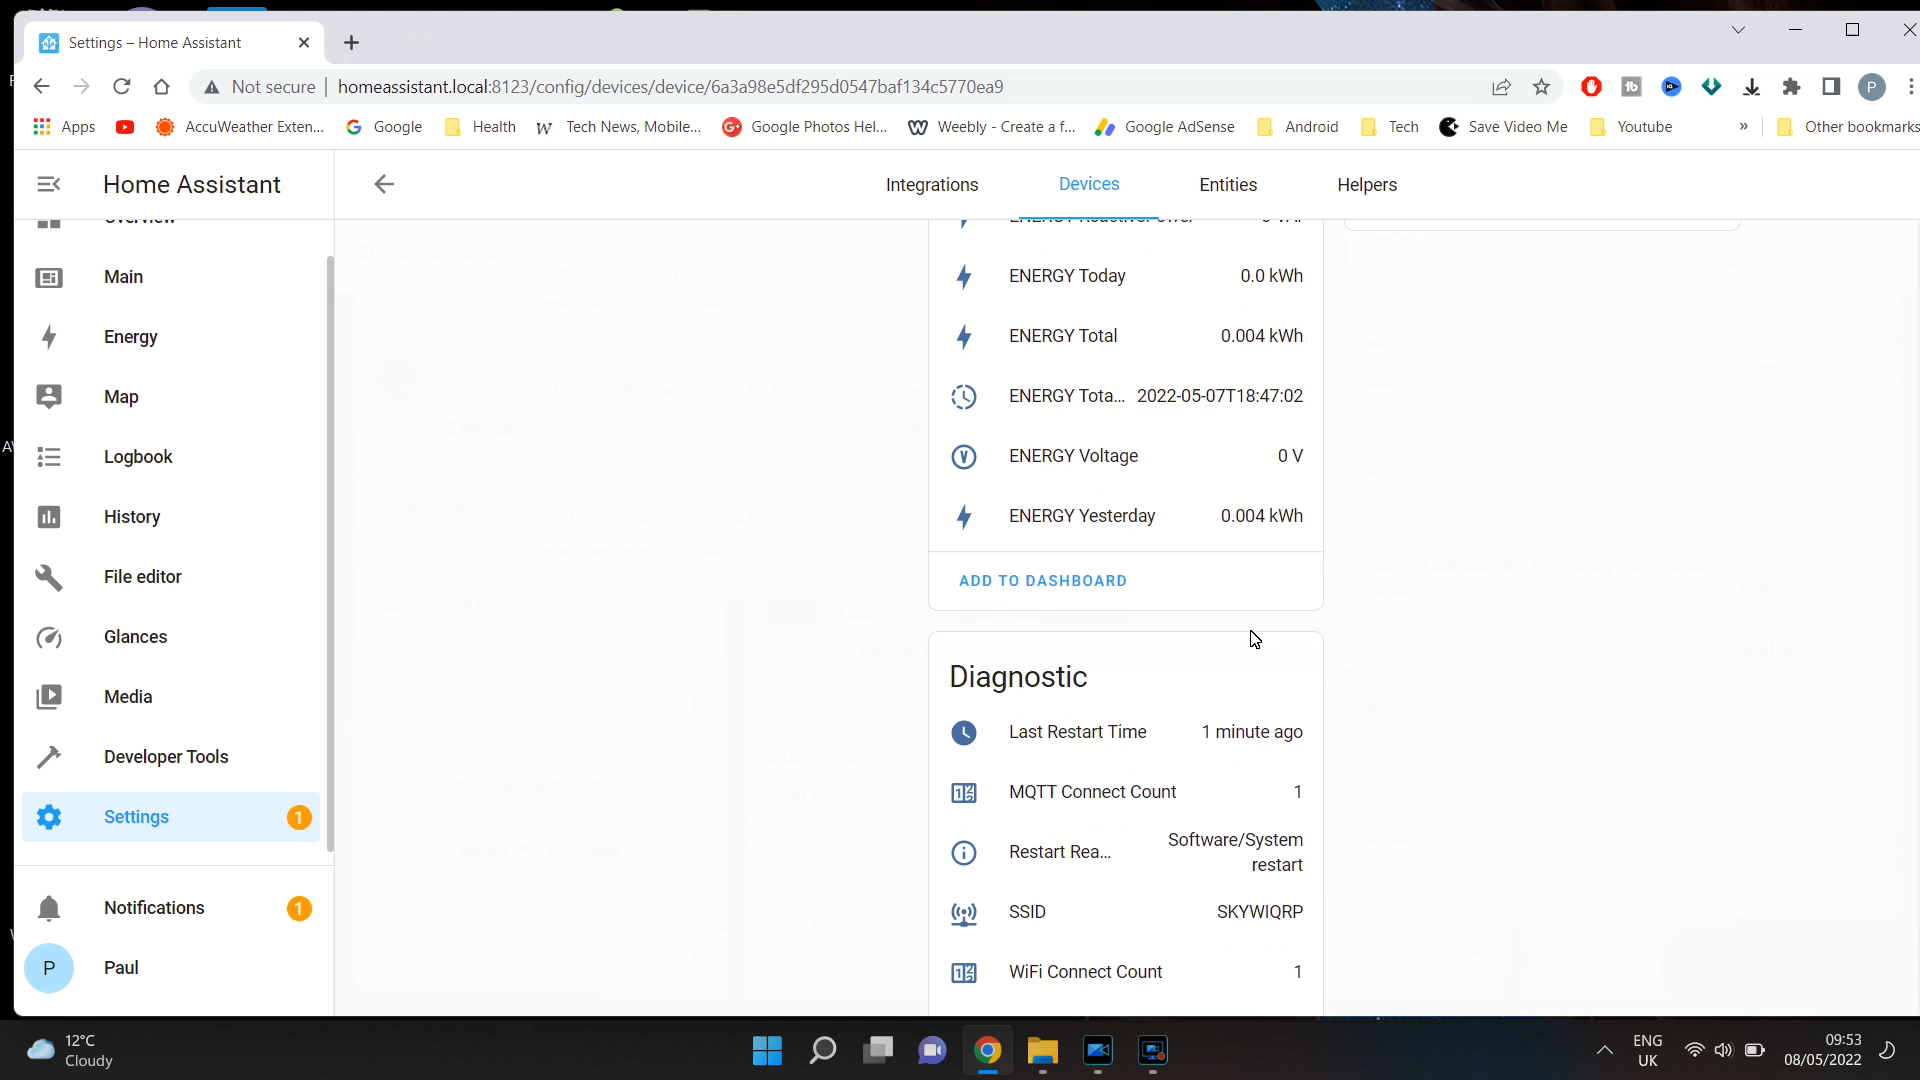 Settings – Home Assistant
Not secure
homeassistant.local:8123/config/devices/device/6a3a98e5df295d0547baf134c5770ea9
P
Apps
AccuWeather Exten...
Google
Health
Tech News, Mobile...
Google Photos Hel...
Weebly - Create a f...
Google AdSense
Android
Tech
Save Video Me
Youtube
»
Other bookmarks
Home Assistant
Integrations
Devices
Entities
Helpers
Overview
Main
Energy
Map
Logbook
History
File editor
Glances
Media
Developer Tools
Settings
1
Notifications
1
P
Paul
ENERGY ReactivePower 0 VAr
ENERGY Today 0.0 kWh
ENERGY Total 0.004 kWh
ENERGY Tota... 2022-05-07T18:47:02
ENERGY Voltage 0 V
ENERGY Yesterday 0.004 kWh
ADD TO DASHBOARD
Diagnostic
Last Restart Time 1 minute ago
MQTT Connect Count 1
Restart Rea... Software/System
restart
SSID SKYWIQRP
WiFi Connect Count 1
12°C
Cloudy
ENG
UK
09:53
08/05/2022